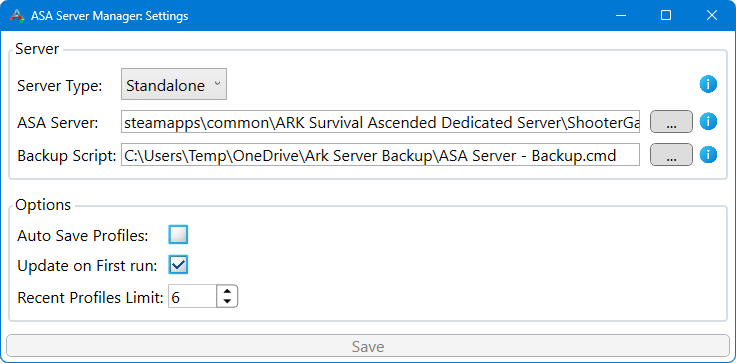 ASA Server Manager: Settings
Server
Server Type: Standalone
ASA Server: steamapps\common\ARK Survival Ascended Dedicated Server\ShooterGa ...
Backup Script: C:\Users\Temp\OneDrive\Ark Server Backup\ASA Server - Backup.cmd ...
Options
Auto Save Profiles:
Update on First run:
Recent Profiles Limit: 6
Save